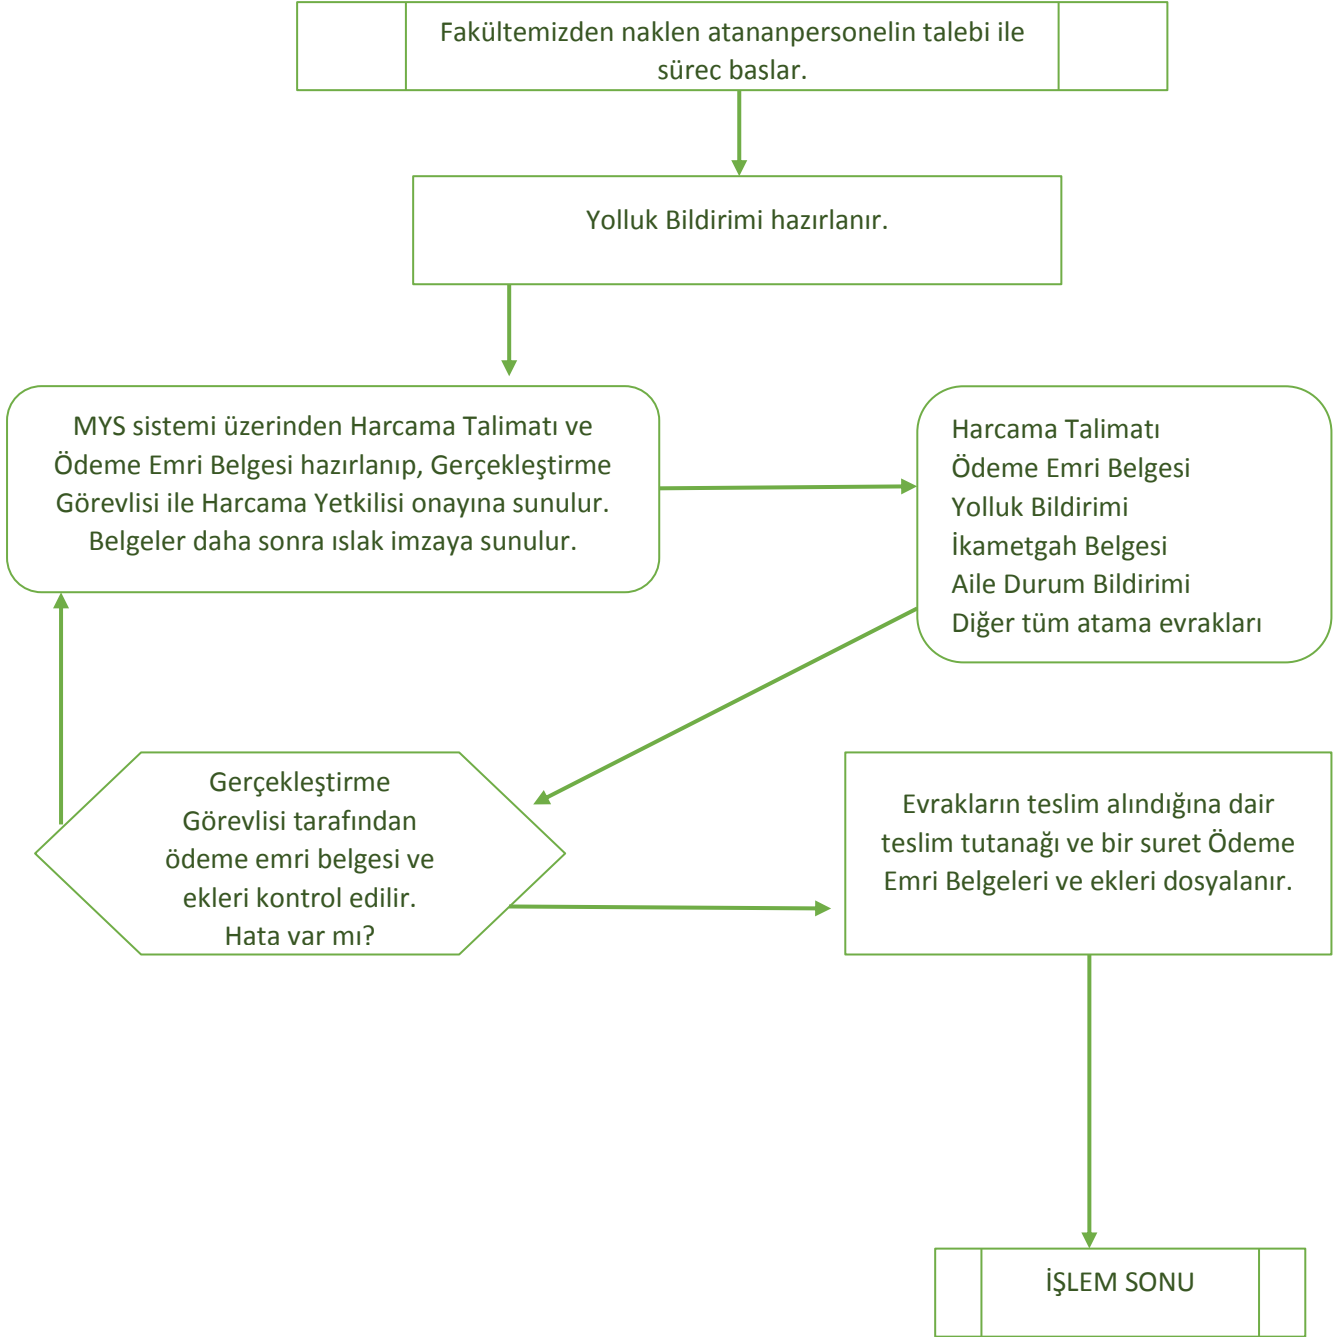 Fakültemizden naklen atananpersonelin talebi ile
sürec baslar.
Yolluk Bildirimi hazırlanır.
MYS sistemi üzerinden Harcama Talimatı ve
Ödeme Emri Belgesi hazırlanıp, Gerçekleştirme
Görevlisi ile Harcama Yetkilisi onayına sunulur.
Belgeler daha sonra ıslak imzaya sunulur.
Harcama Talimatı
Ödeme Emri Belgesi
Yolluk Bildirimi
İkametgah Belgesi
Aile Durum Bildirimi
Diğer tüm atama evrakları
Gerçekleştirme
Görevlisi tarafından
ödeme emri belgesi ve
ekleri kontrol edilir.
Hata var mı?
Evrakların teslim alındığına dair
teslim tutanağı ve bir suret Ödeme
Emri Belgeleri ve ekleri dosyalanır.
İŞLEM SONU